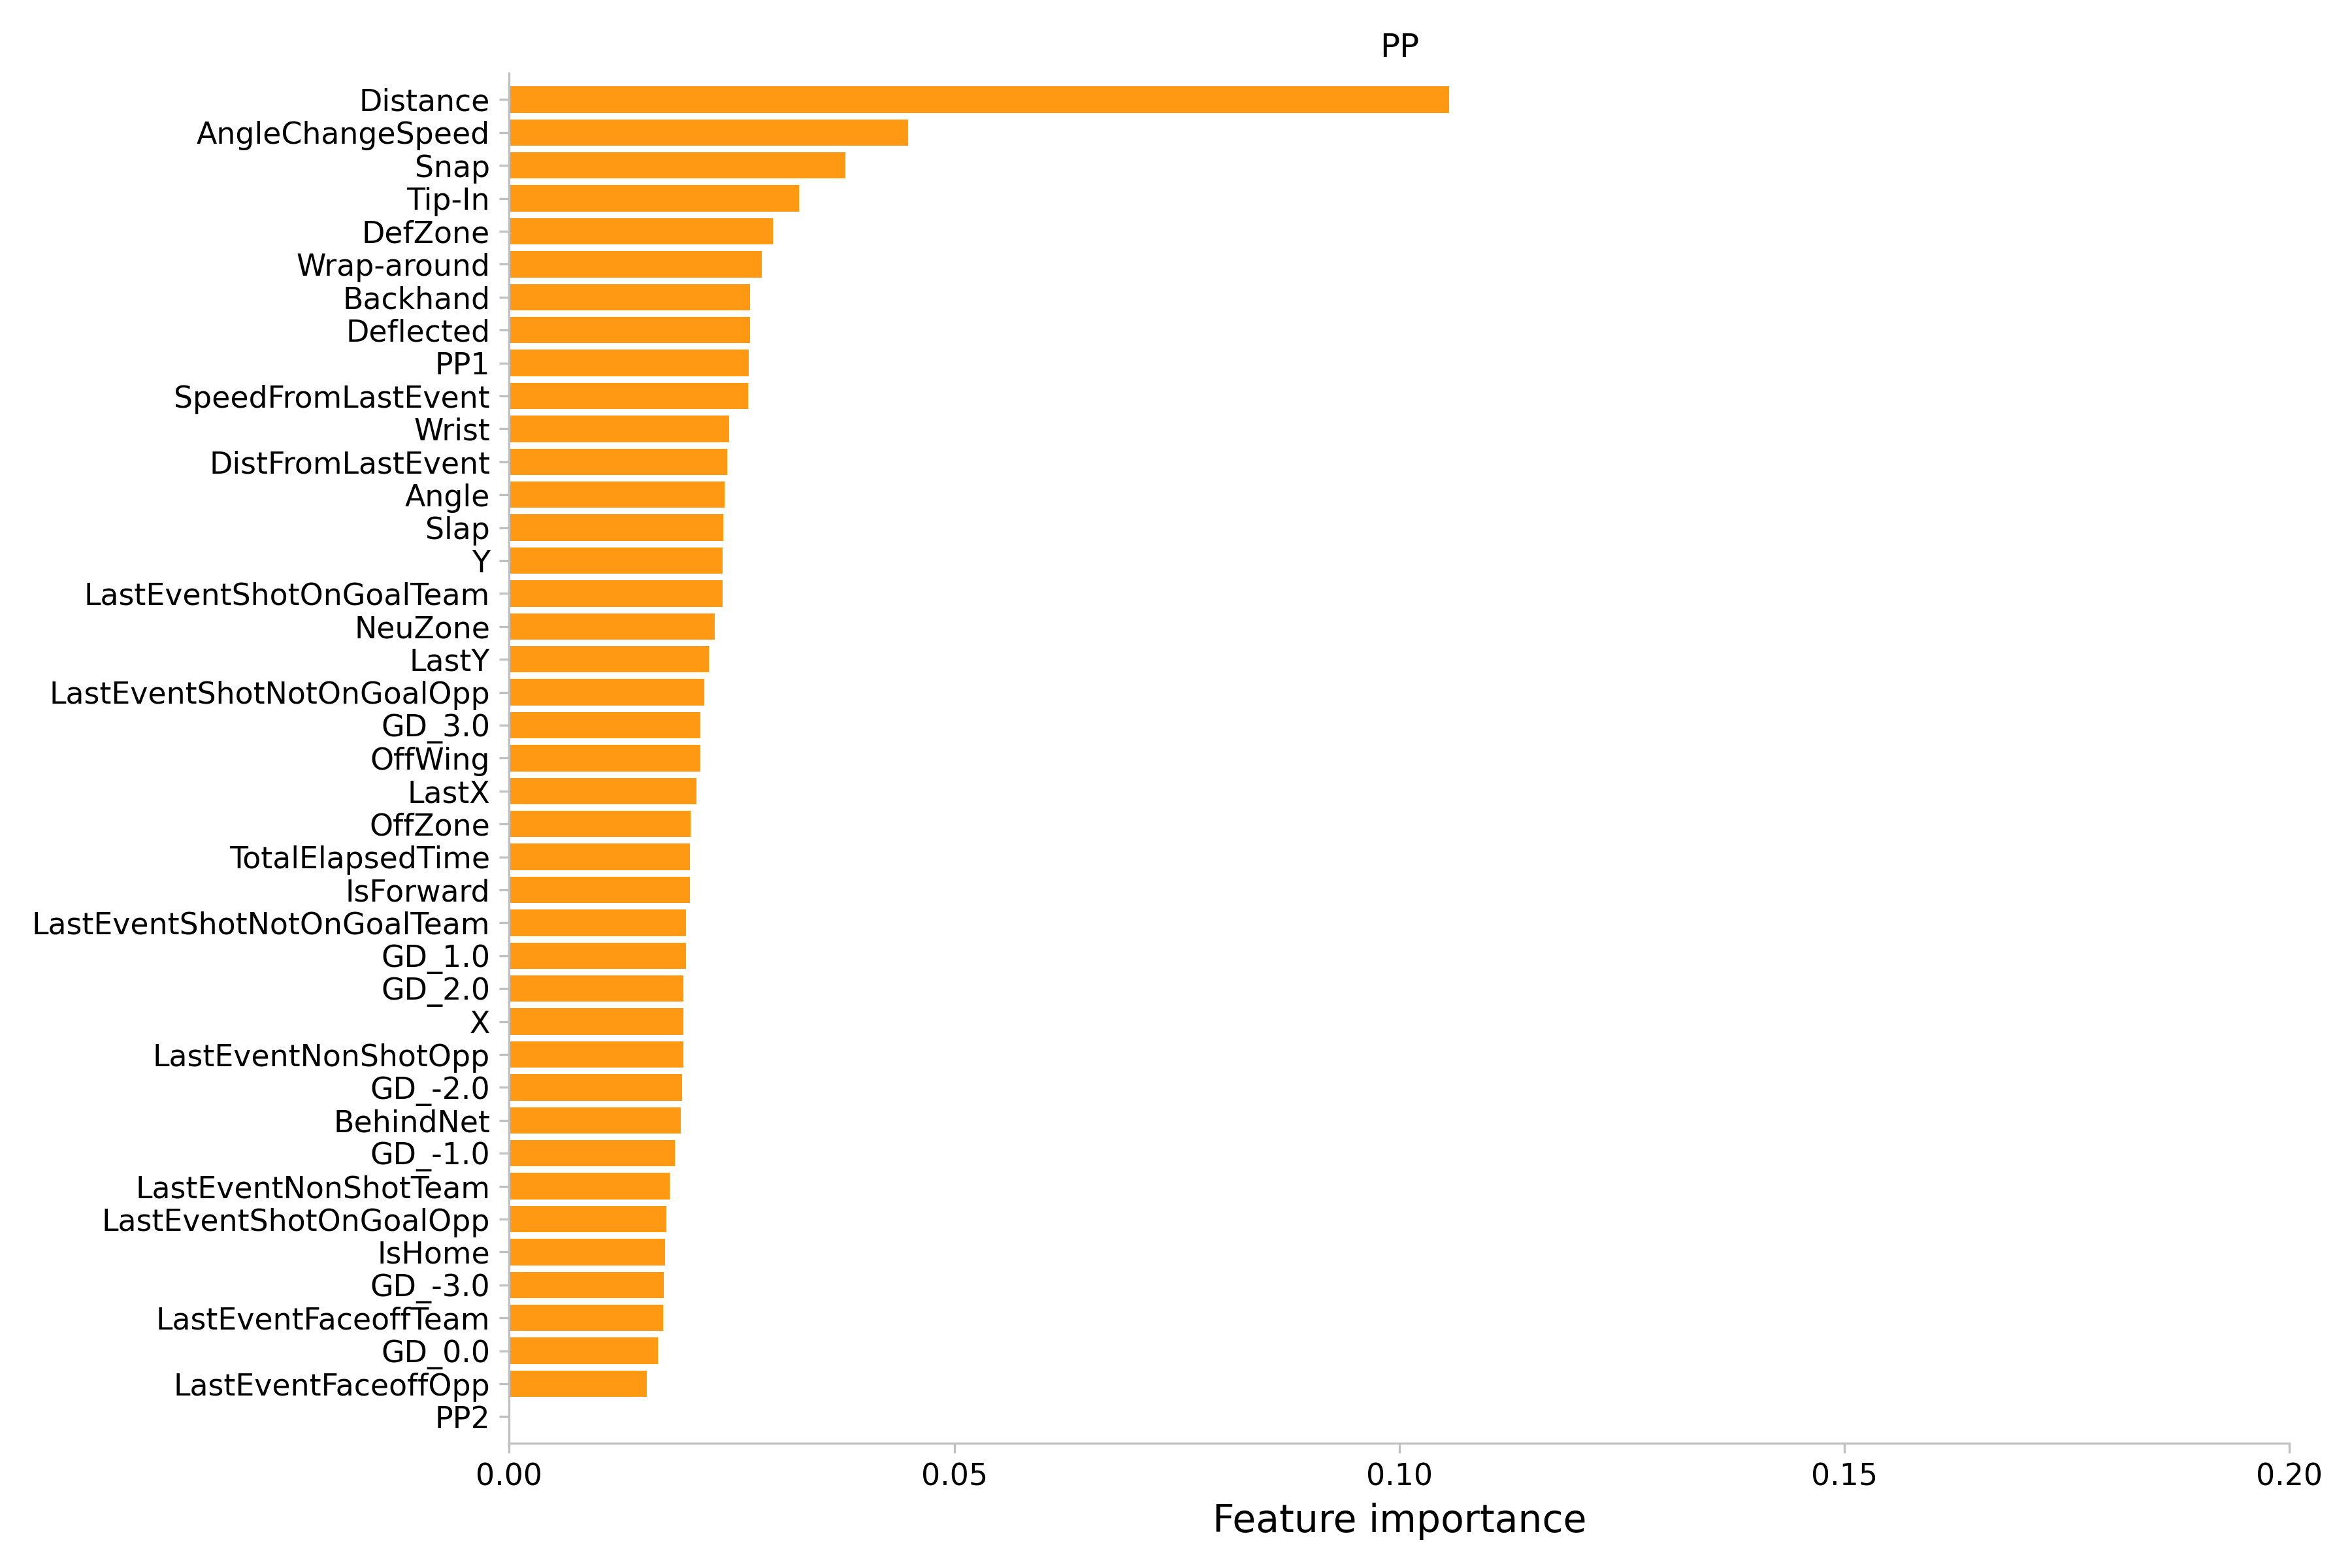 PP
Distance
AngleChangeSpeed
Snap
Tip-In
DefZone
Wrap-around
Backhand
Deflected
PP1
SpeedFromLastEvent
Wrist
DistFromLastEvent
Angle
Slap
Y
LastEventShotOnGoalTeam
NeuZone
LastY
LastEventShotNotOnGoalOpp
GD_3.0
OffWing
LastX
OffZone
TotalElapsedTime
IsForward
LastEventShotNotOnGoalTeam
GD_1.0
GD_2.0
X
LastEventNonShotOpp
GD_-2.0
BehindNet
GD_-1.0
LastEventNonShotTeam
LastEventShotOnGoalOpp
IsHome
GD_-3.0
LastEventFaceoffTeam
GD_0.0
LastEventFaceoffOpp
PP2
0.00 0.05 0.10 0.15 0.20
Feature importance